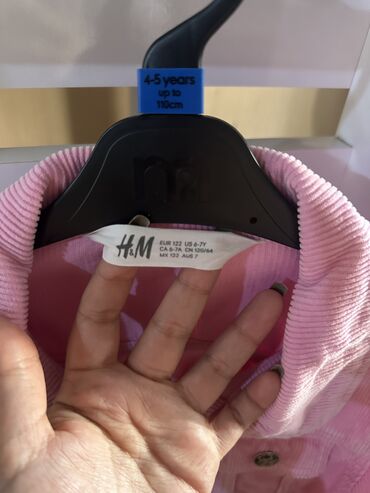 4-5 years
up to
110cm
H&M
EUR 122 US 6-7Y
CA 6-7A CN 120/64
MX 122 AUS 7